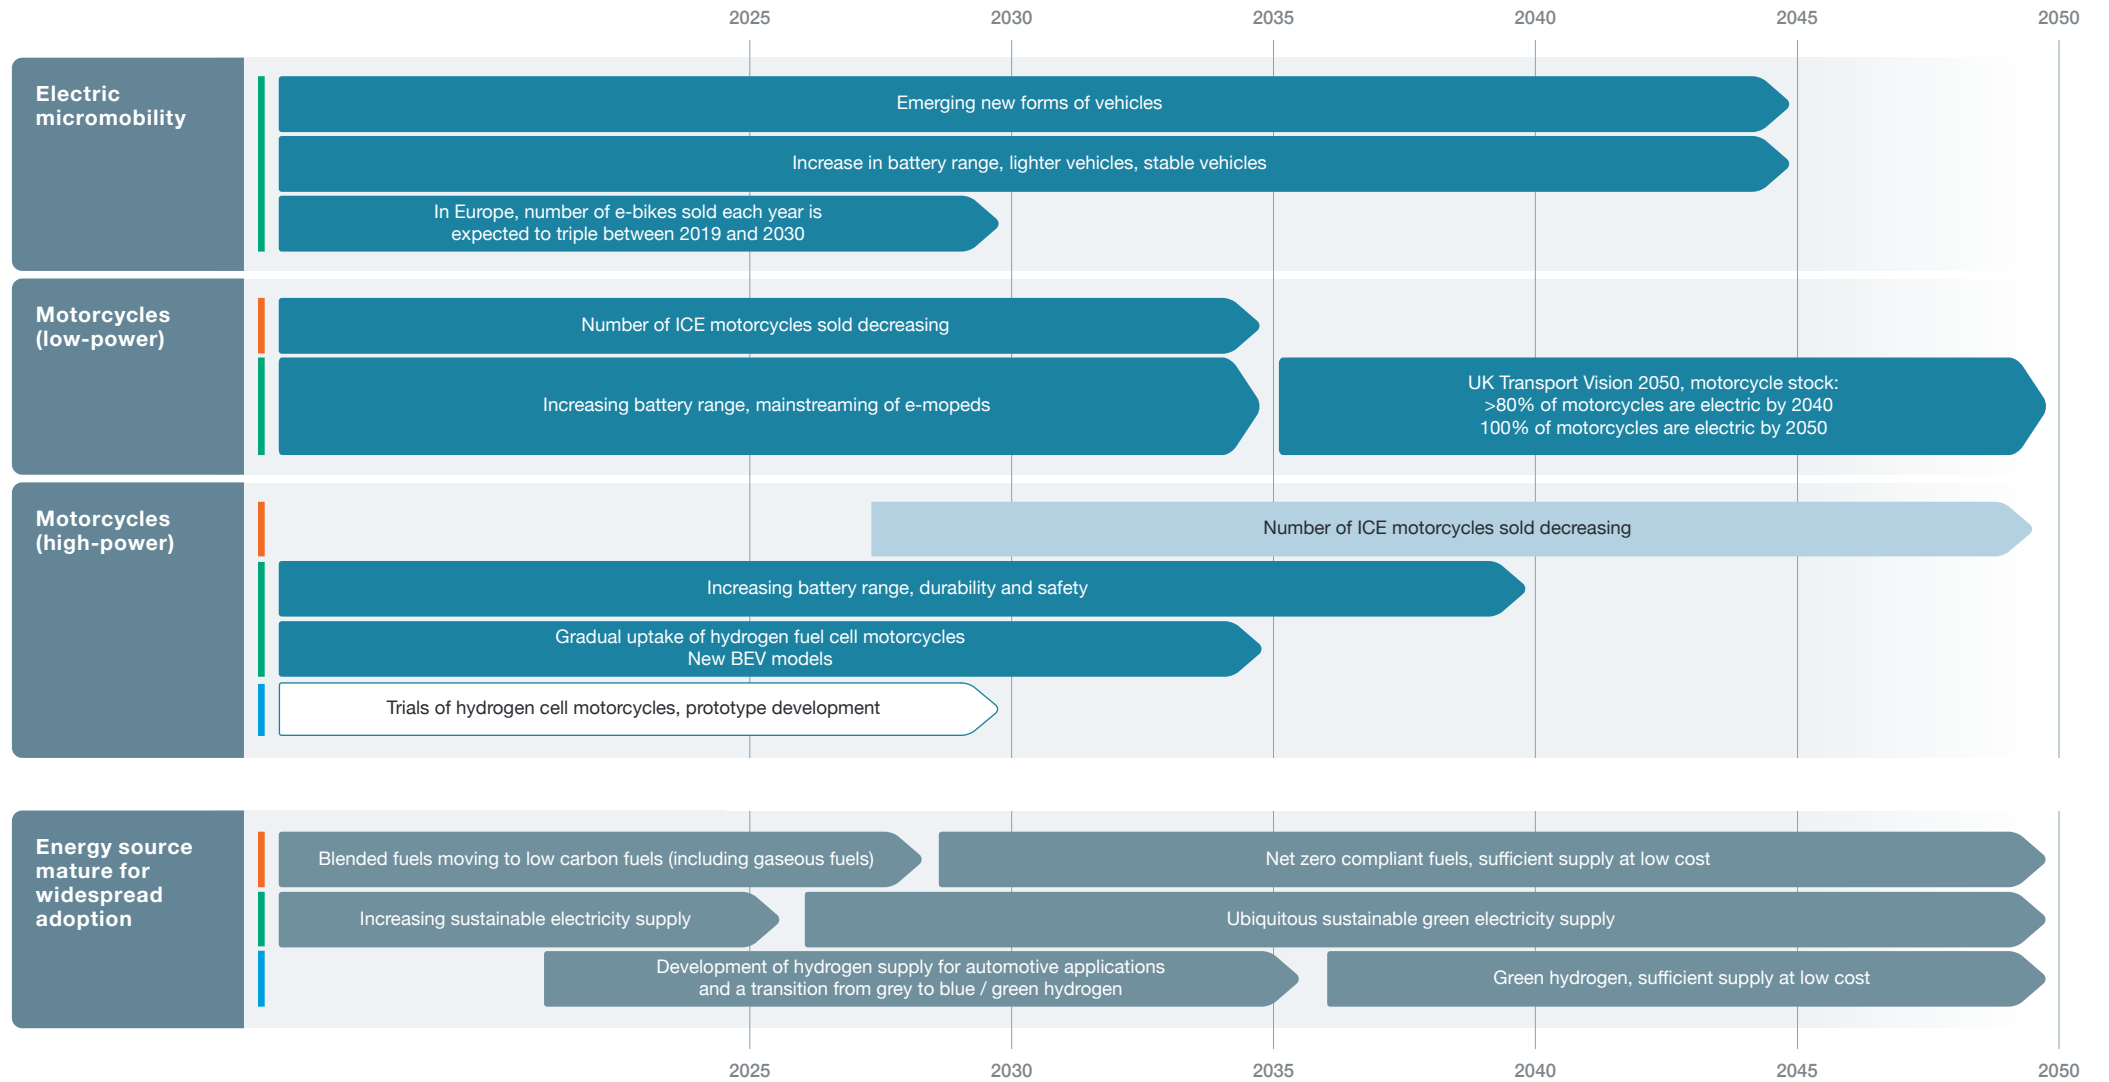 2025 2030 2035 2040 2045 2050
Electric
micromobility
Emerging new forms of vehicles
Increase in battery range, lighter vehicles, stable vehicles
In Europe, number of e-bikes sold each year is
expected to triple between 2019 and 2030
Motorcycles
(low-power)
Number of ICE motorcycles sold decreasing
Increasing battery range, mainstreaming of e-mopeds
UK Transport Vision 2050, motorcycle stock:
>80% of motorcycles are electric by 2040
100% of motorcycles are electric by 2050
Motorcycles
(high-power)
Number of ICE motorcycles sold decreasing
Increasing battery range, durability and safety
Gradual uptake of hydrogen fuel cell motorcycles
New BEV models
Trials of hydrogen cell motorcycles, prototype development
Energy source
mature for
widespread
adoption
Blended fuels moving to low carbon fuels (including gaseous fuels)
Net zero compliant fuels, sufficient supply at low cost
Increasing sustainable electricity supply
Ubiquitous sustainable green electricity supply
Development of hydrogen supply for automotive applications
and a transition from grey to blue / green hydrogen
Green hydrogen, sufficient supply at low cost
2025 2030 2035 2040 2045 2050